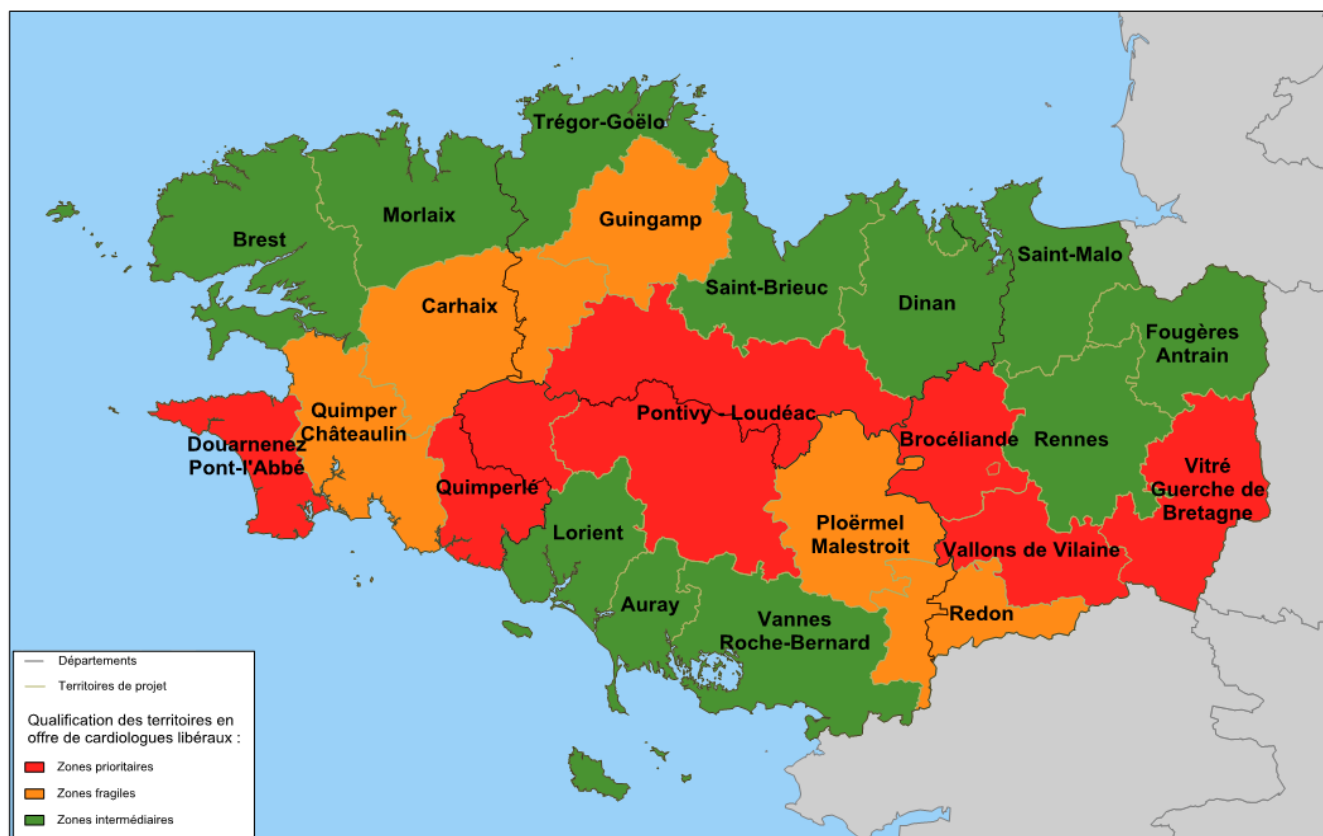 Trégor-Goëlo
Morlaix
Guingamp
Brest
Saint-Malo
Saint-Brieuc
Dinan
Carhaix
Fougères
Antrain
Quimper
Châteaulin
Pontivy - Loudéac
Brocéliande
Rennes
Douarnenez
Pont-l'Abbé
Vitré
Guerche de
Bretagne
Quimperlé
Ploërmel
Malestroit
Lorient
Vallons de Vilaine
Auray
Vannes
Roche-Bernard
Redon
Départements
Territoires de projet
Qualification des territoires en
offre de cardiologues libéraux :
Zones prioritaires
Zones fragiles
Zones intermédiaires